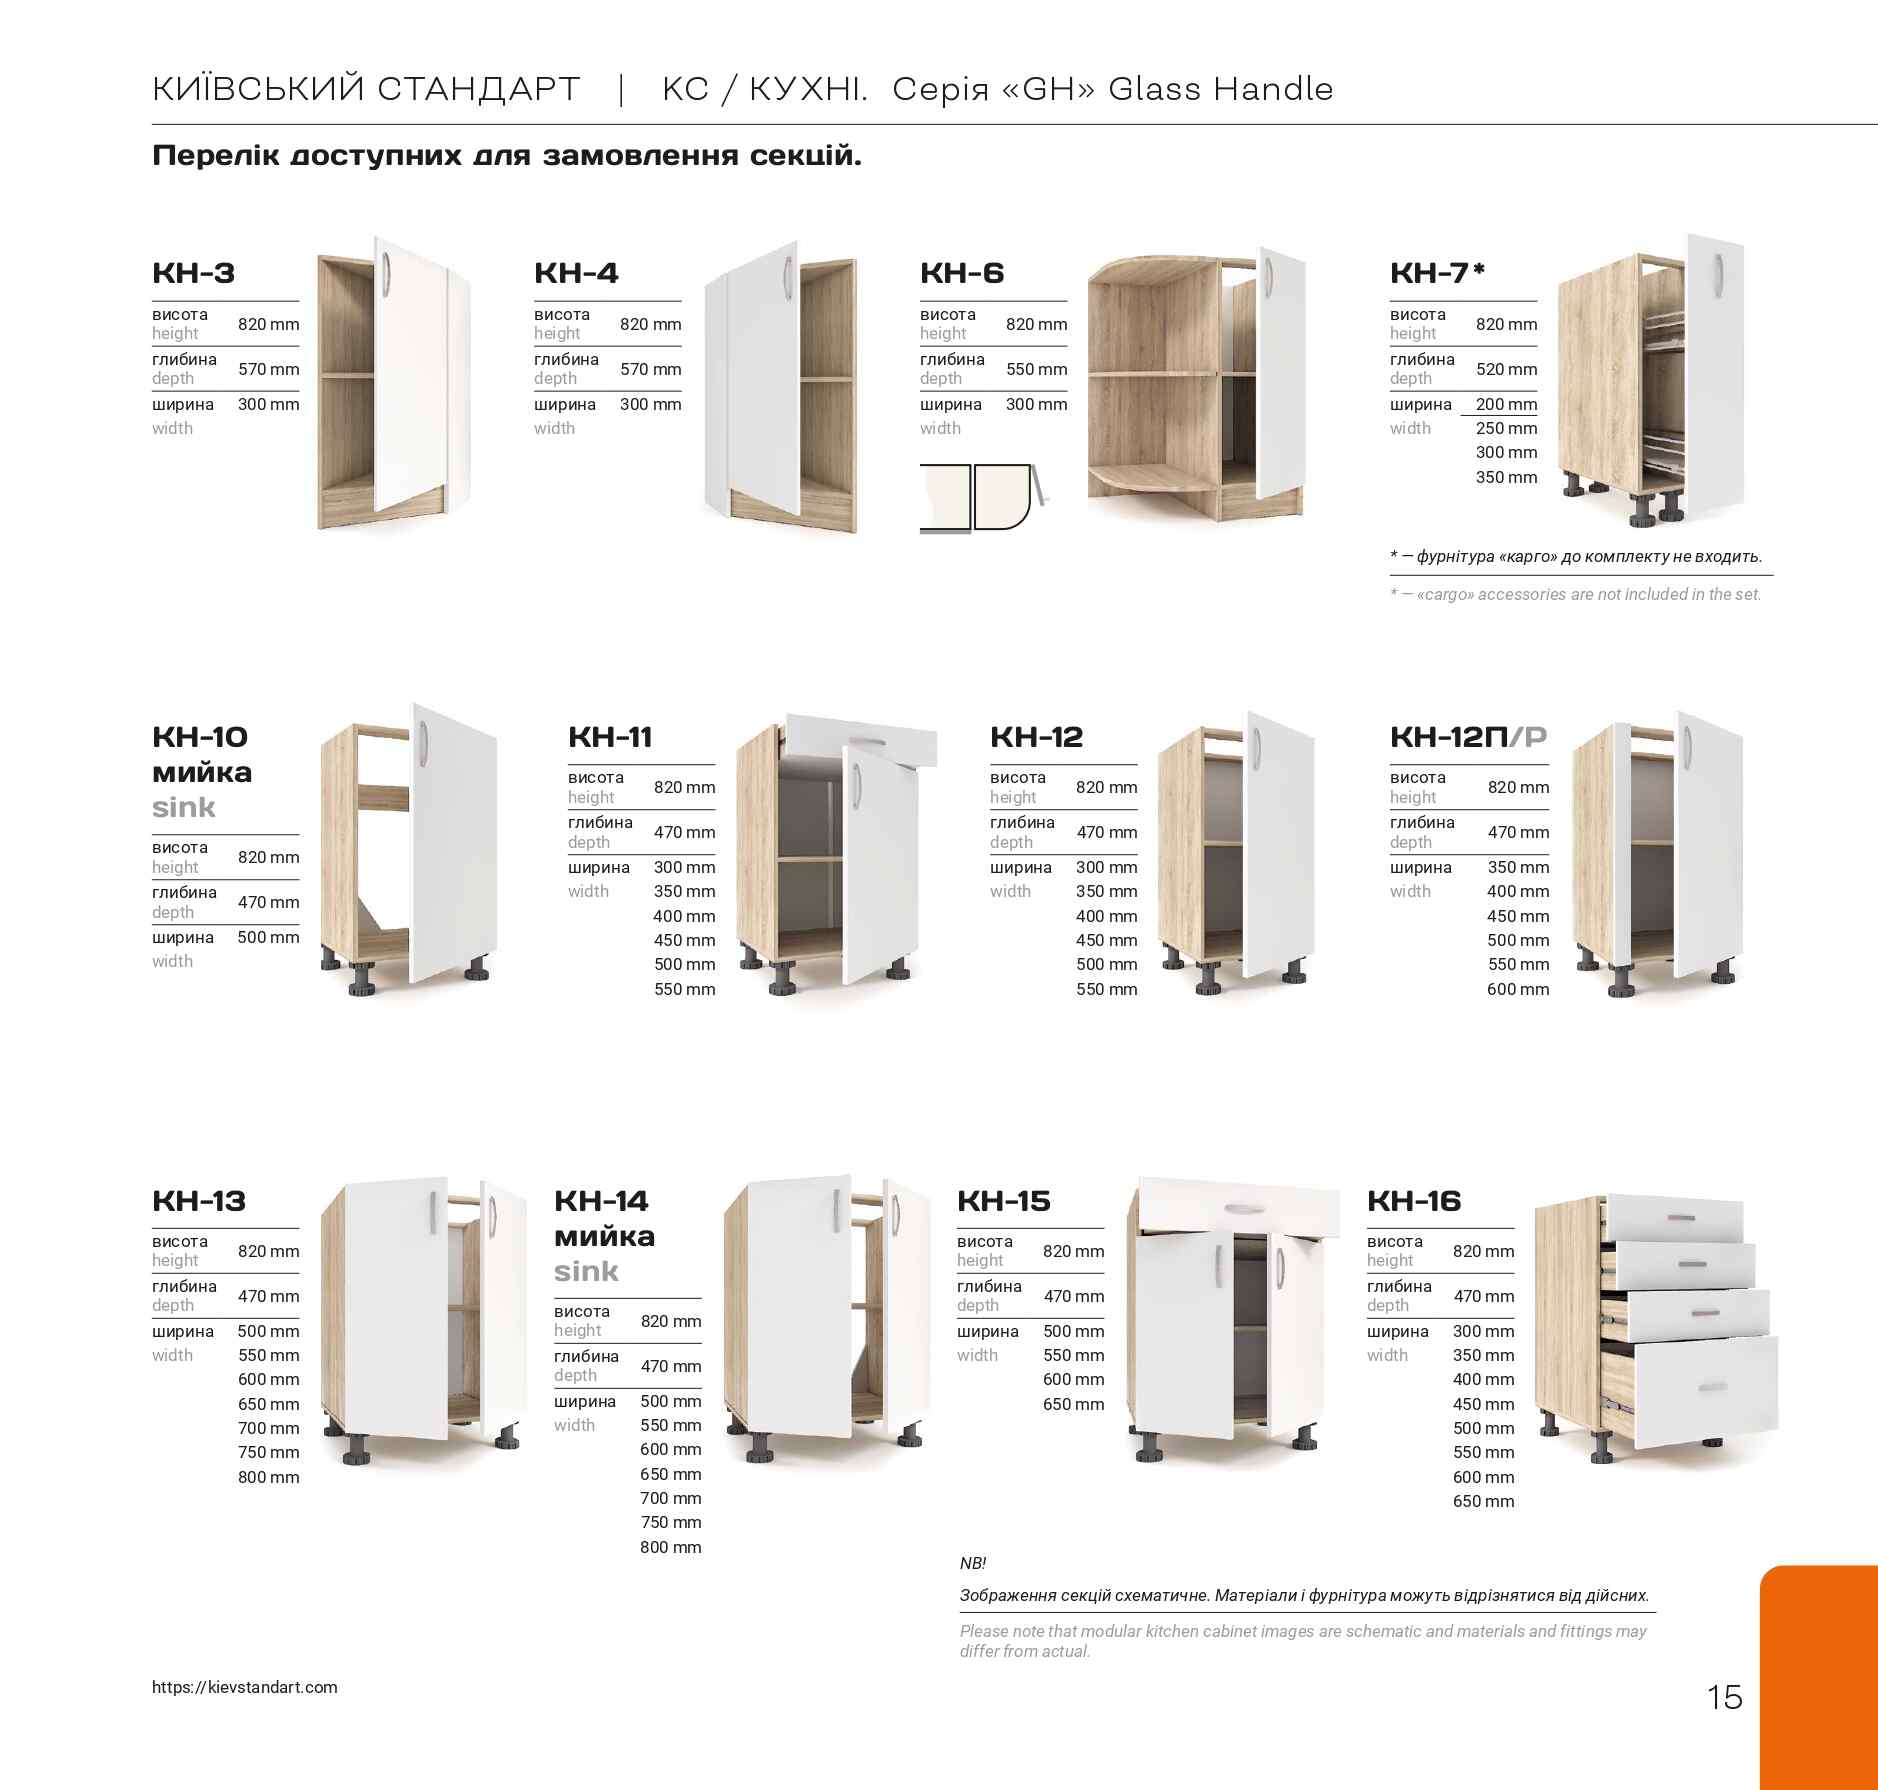 КИЇВСЬКИЙ СТАНДАРТ | КС / КУХНІ. Серія «GH» Glass Handle
Перелік доступних для замовлення секцій.
КН-3
висота 820 mm
height
глибина 570 mm
depth
ширина 300 mm
width
КН-4
висота 820 mm
height
глибина 570 mm
depth
ширина 300 mm
width
КН-6
висота 820 mm
height
глибина 550 mm
depth
ширина 300 mm
width
КН-7*
висота 820 mm
height
глибина 520 mm
depth
ширина 200 mm
width 250 mm
300 mm
350 mm
* — фурнітура «карго» до комплекту не входить.
* — «cargo» accessories are not included in the set.
КН-10
мийка
sink
висота 820 mm
height
глибина 470 mm
depth
ширина 500 mm
width
КН-11
висота 820 mm
height
глибина 470 mm
depth
ширина 300 mm
width 350 mm
400 mm
450 mm
500 mm
550 mm
КН-12
висота 820 mm
height
глибина 470 mm
depth
ширина 300 mm
width 350 mm
400 mm
450 mm
500 mm
550 mm
КН-12П/Р
висота 820 mm
height
глибина 470 mm
depth
ширина 350 mm
width 400 mm
450 mm
500 mm
550 mm
600 mm
КН-13
висота 820 mm
height
глибина 470 mm
depth
ширина 500 mm
width 550 mm
600 mm
650 mm
700 mm
750 mm
800 mm
КН-14
мийка
sink
висота 820 mm
height
глибина 470 mm
depth
ширина 500 mm
width 550 mm
600 mm
650 mm
700 mm
750 mm
800 mm
КН-15
висота 820 mm
height
глибина 470 mm
depth
ширина 500 mm
width 550 mm
600 mm
650 mm
КН-16
висота 820 mm
height
глибина 470 mm
depth
ширина 300 mm
width 350 mm
400 mm
450 mm
500 mm
550 mm
600 mm
650 mm
NB!
Зображення секцій схематичне. Матеріали і фурнітура можуть відрізнятися від дійсних.
Please note that modular kitchen cabinet images are schematic and materials and fittings may
differ from actual.
https://kievstandart.com
15